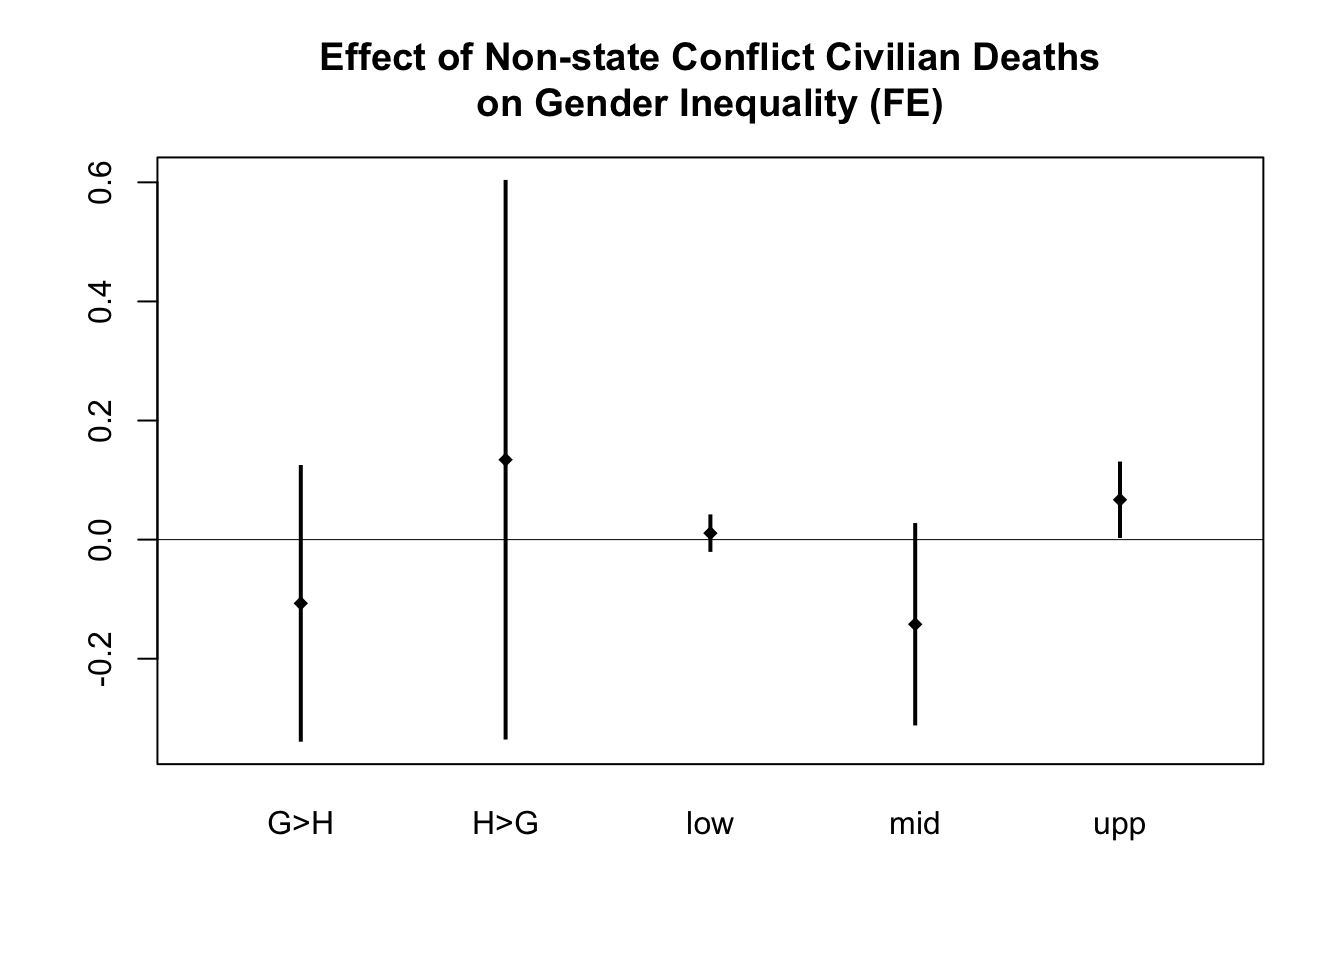 Effect of Non-state Conflict Civilian Deaths
on Gender Inequality (FE)
0.6
0.4
0.2
0.0
-0.2
G>H H>G low mid upp